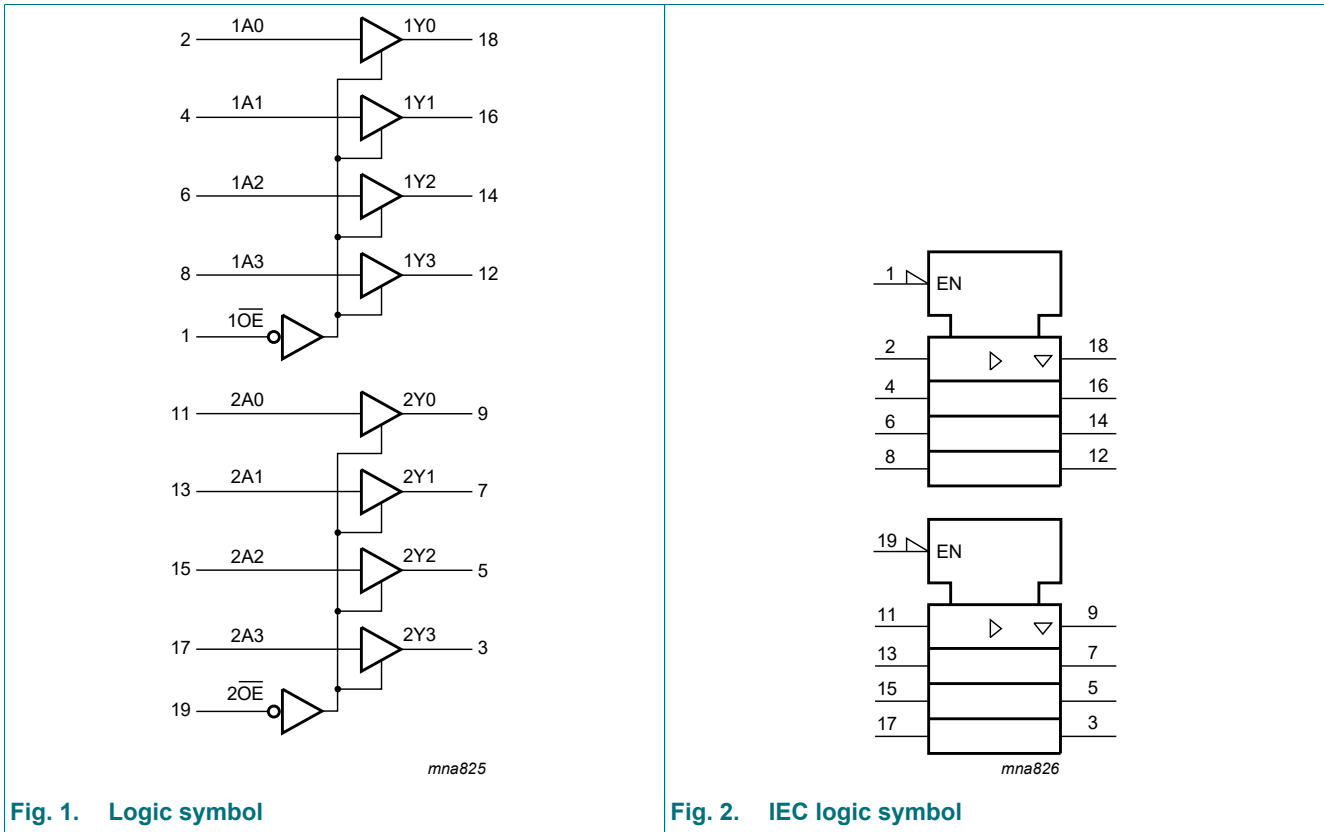 2 1A0 1Y0 18
4 1A1 1Y1 16
6 1A2 1Y2 14
8 1A3 1Y3 12
1 1O̅E̅
11 2A0 2Y0 9
13 2A1 2Y1 7
15 2A2 2Y2 5
17 2A3 2Y3 3
19 2O̅E̅
mna825
Fig. 1. Logic symbol
1 EN
2 18
4 16
6 14
8 12
19 EN
11 9
13 7
15 5
17 3
mna826
Fig. 2. IEC logic symbol